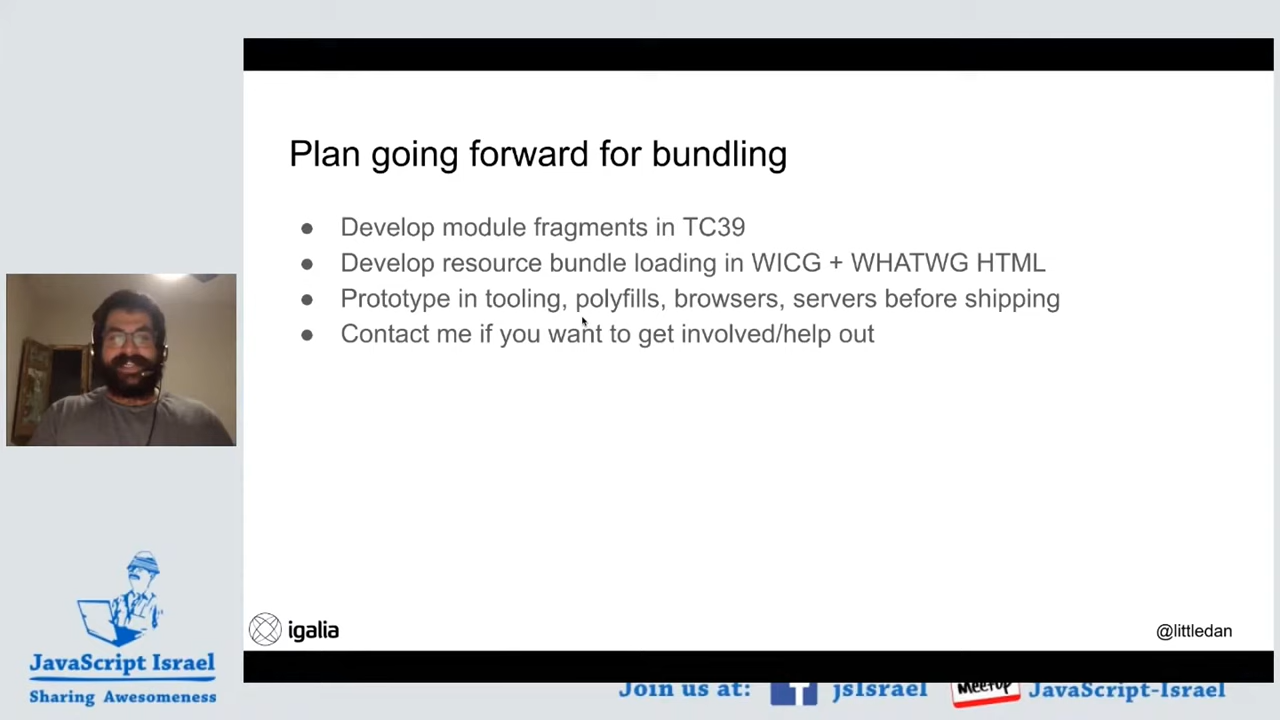 Plan going forward for bundling
● Develop module fragments in TC39
● Develop resource bundle loading in WICG + WHATWG HTML
● Prototype in tooling, polyfills, browsers, servers before shipping
● Contact me if you want to get involved/help out
igalia
@littledan
JavaScript Israel
Sharing Awesomeness
Join us at: f jsIsrael Meetup JavaScript-Israel